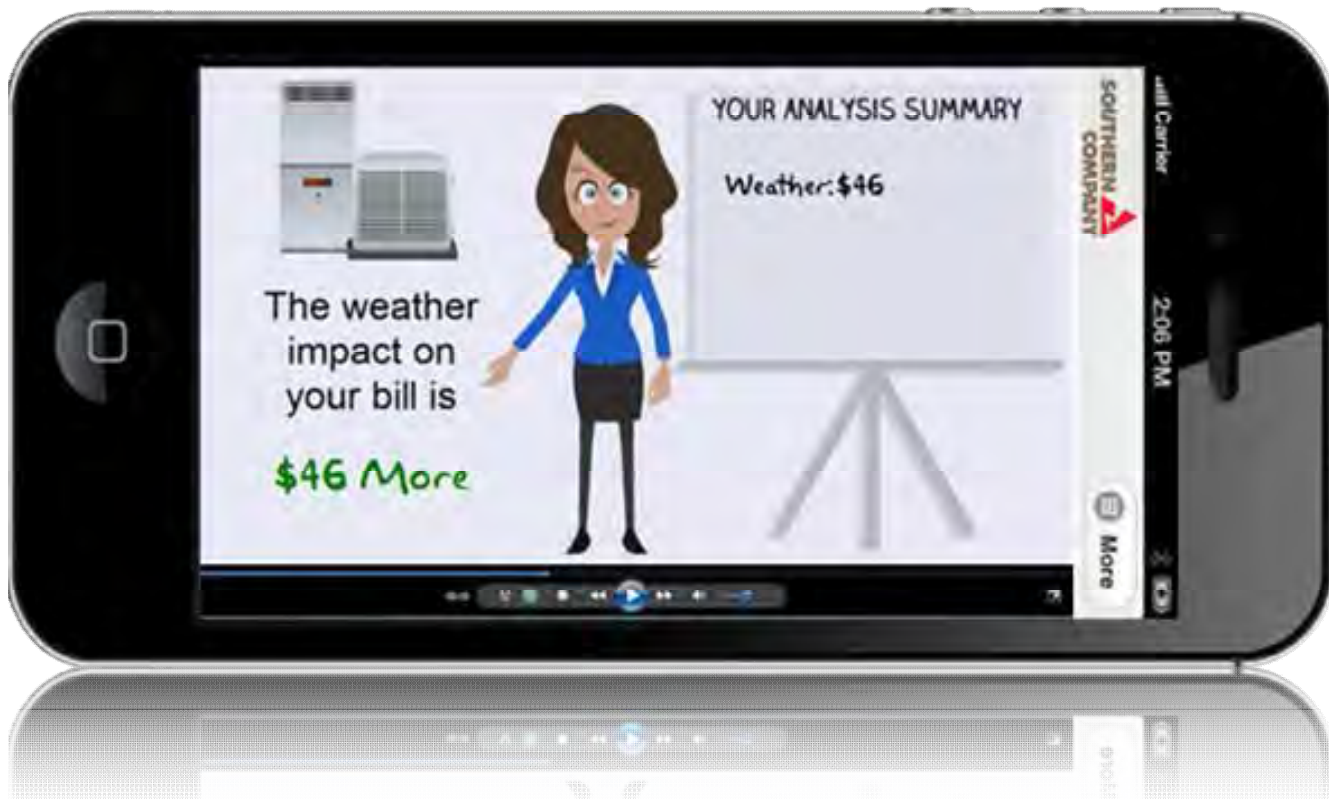 YOUR ANALYSIS SUMMARY
Weather:$46
The weather
impact on
your bill is
$46 More
SOUTHERN
COMPANY
More
Carrier
2:06 PM